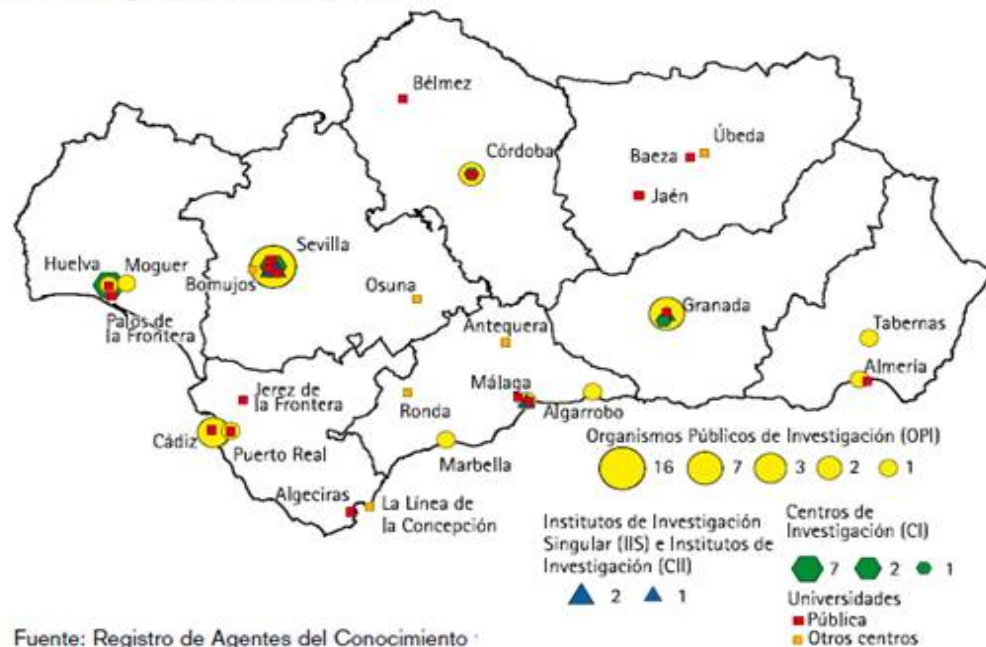 Bélmez
Córdoba
Úbeda
Baeza
Jaén
Huelva
Moguer
Sevilla
Bomujos
Osuna
Granada
Palos de
la Frontera
Antequera
Tabernas
Almería
Jerez de
la Frontera
Ronda
Málaga
Algarrobo
Cádiz
Puerto Real
Marbella
Algeciras
La Línea de
la Concepción
Organismos Públicos de Investigación (OPI)
16 7 3 2 1
Institutos de Investigación
Singular (IIS) e Institutos de
Investigación (CII)
2 1
Centros de
Investigación (CI)
7 2 1
Universidades
Pública
Otros centros
Fuente: Registro de Agentes del Conocimiento